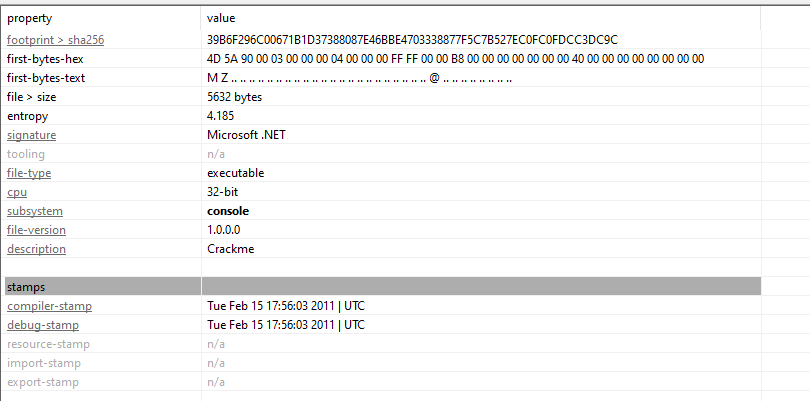 property value
footprint > sha256 39B6F296C00671B1D37388087E46BBE4703338877F5C7B527EC0FC0FDCC3DC9C
first-bytes-hex 4D 5A 90 00 03 00 00 00 04 00 00 00 FF FF 00 00 B8 00 00 00 00 00 00 00 40 00 00 00 00 00 00 00
first-bytes-text M Z .. .. .. .. .. .. .. .. .. .. .. .. .. .. .. .. .. .. .. .. .. .. @ .. .. .. .. .. .. ..
file > size 5632 bytes
entropy 4.185
signature Microsoft .NET
tooling n/a
file-type executable
cpu 32-bit
subsystem console
file-version 1.0.0.0
description Crackme
stamps
compiler-stamp Tue Feb 15 17:56:03 2011 | UTC
debug-stamp Tue Feb 15 17:56:03 2011 | UTC
resource-stamp n/a
import-stamp n/a
export-stamp n/a